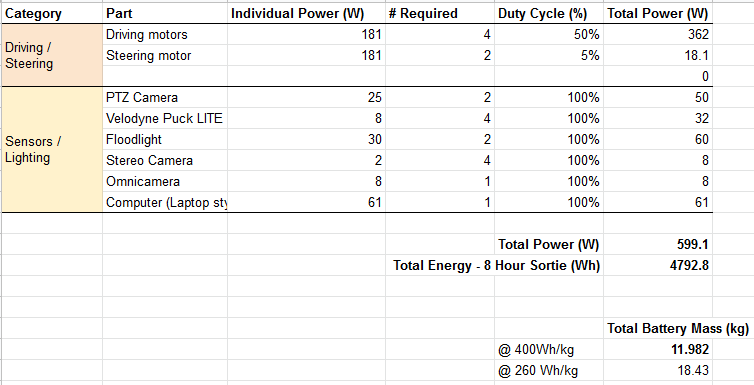 Category Part Individual Power (W) # Required Duty Cycle (%) Total Power (W)
Driving / Steering
Driving motors 181 4 50% 362
Steering motor 181 2 5% 18.1
0
Sensors / Lighting
PTZ Camera 25 2 100% 50
Velodyne Puck LITE 8 4 100% 32
Floodlight 30 2 100% 60
Stereo Camera 2 4 100% 8
Omnicamera 8 1 100% 8
Computer (Laptop sty 61 1 100% 61
Total Power (W) 599.1
Total Energy - 8 Hour Sortie (Wh) 4792.8
Total Battery Mass (kg)
@ 400Wh/kg 11.982
@ 260 Wh/kg 18.43